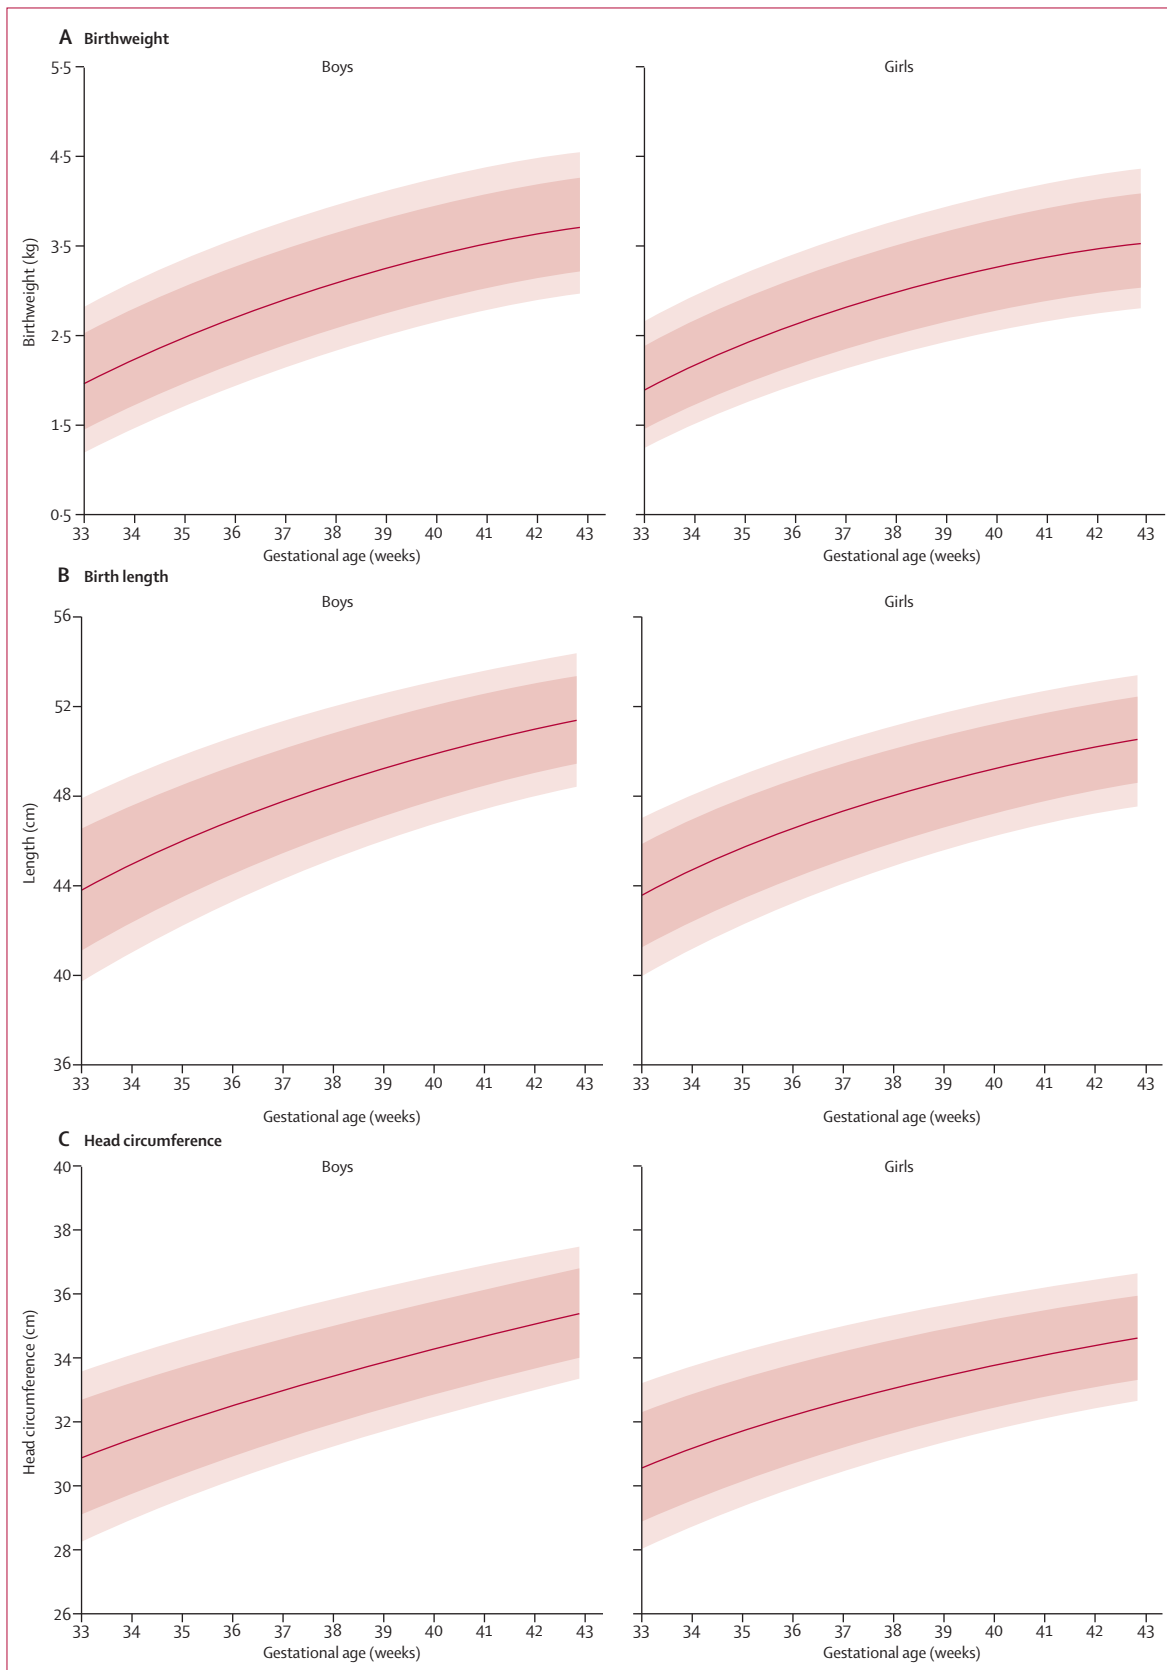 A Birthweight
Boys
Girls
5·5
4·5
3·5
2·5
1·5
0·5
Birthweight (kg)
33 34 35 36 37 38 39 40 41 42 43
33 34 35 36 37 38 39 40 41 42 43
Gestational age (weeks)
Gestational age (weeks)
B Birth length
Boys
Girls
56
52
48
44
40
36
Length (cm)
33 34 35 36 37 38 39 40 41 42 43
33 34 35 36 37 38 39 40 41 42 43
Gestational age (weeks)
Gestational age (weeks)
C Head circumference
Boys
Girls
40
38
36
34
32
30
28
26
Head circumference (cm)
33 34 35 36 37 38 39 40 41 42 43
33 34 35 36 37 38 39 40 41 42 43
Gestational age (weeks)
Gestational age (weeks)